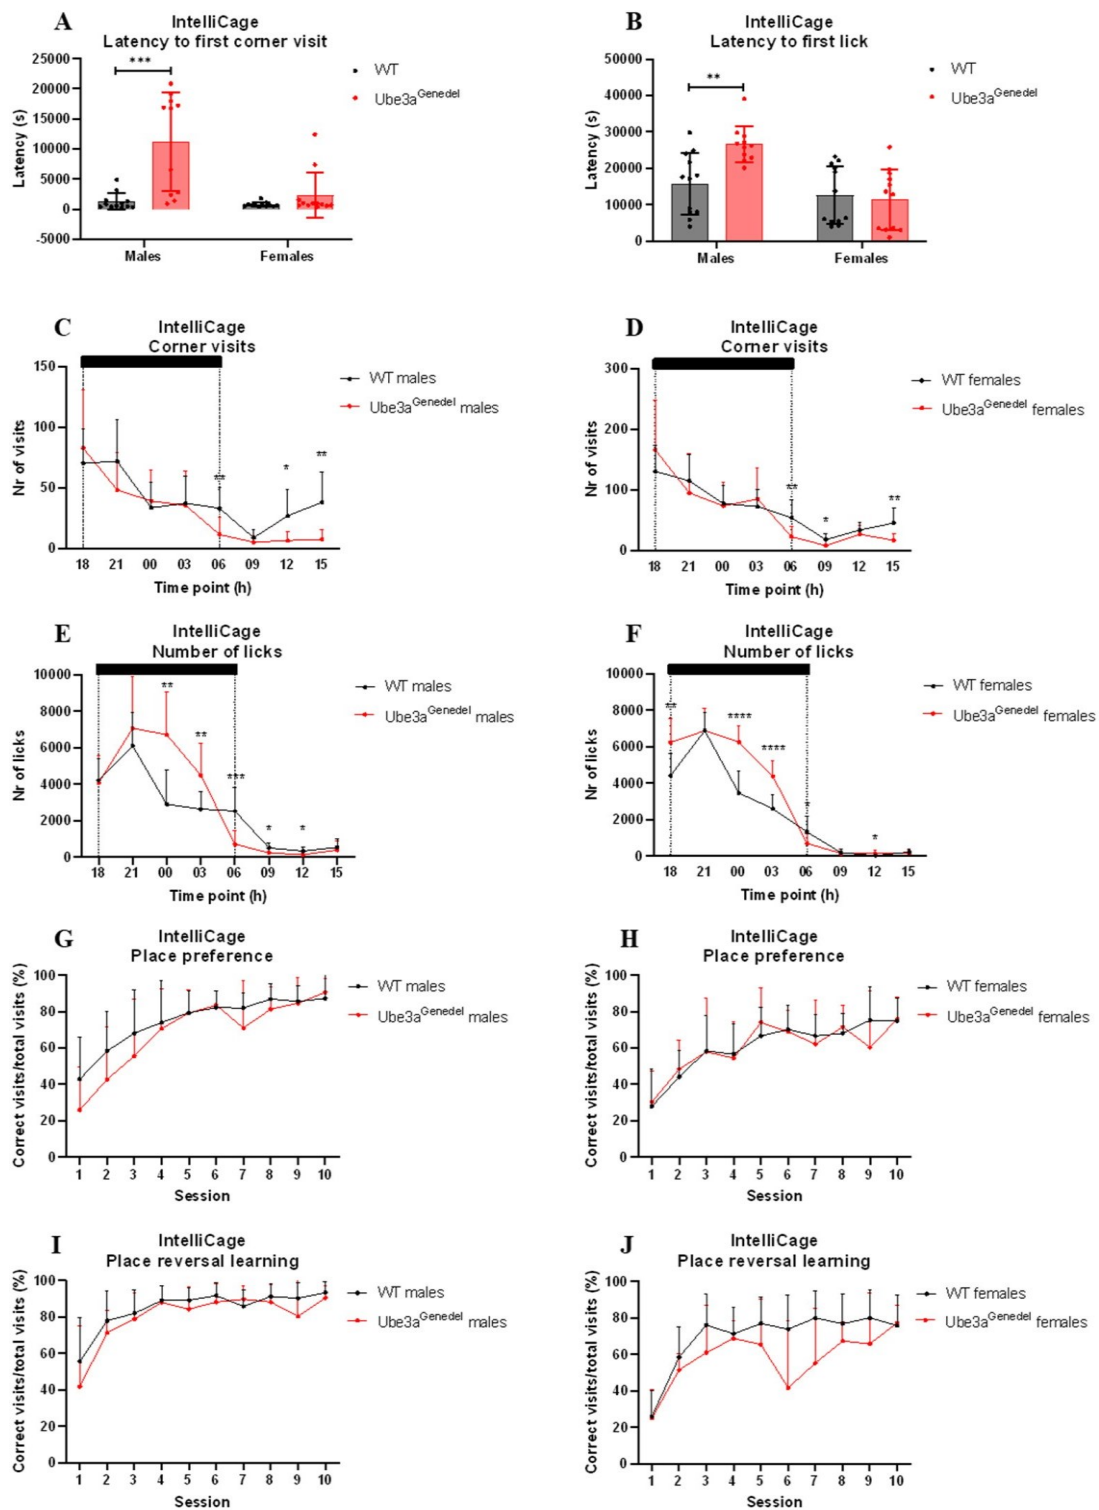 A
IntelliCage
Latency to first corner visit
Latency (s)
25000
20000
15000
10000
5000
0
-5000
***
Males
Females
WT
Ube3aGenedel
B
IntelliCage
Latency to first lick
Latency (s)
50000
40000
30000
20000
10000
0
**
Males
Females
WT
Ube3aGenedel
C
IntelliCage
Corner visits
Nr of visits
150
100
50
0
**
*
**
18 21 00 03 06 09 12 15
Time point (h)
WT males
Ube3aGenedel males
D
IntelliCage
Corner visits
Nr of visits
300
200
100
0
**
*
**
18 21 00 03 06 09 12 15
Time point (h)
WT females
Ube3aGenedel females
E
IntelliCage
Number of licks
Nr of licks
10000
8000
6000
4000
2000
0
**
**
***
*
*
*
18 21 00 03 06 09 12 15
Time point (h)
WT males
Ube3aGenedel males
F
IntelliCage
Number of licks
Nr of licks
10000
8000
6000
4000
2000
0
**
****
****
*
*
18 21 00 03 06 09 12 15
Time point (h)
WT females
Ube3aGenedel females
G
IntelliCage
Place preference
Correct visits/total visits (%)
100
80
60
40
20
0
1 2 3 4 5 6 7 8 9 10
Session
WT males
Ube3aGenedel males
H
IntelliCage
Place preference
Correct visits/total visits (%)
100
80
60
40
20
0
1 2 3 4 5 6 7 8 9 10
Session
WT females
Ube3aGenedel females
I
IntelliCage
Place reversal learning
Correct visits/total visits (%)
100
80
60
40
20
0
1 2 3 4 5 6 7 8 9 10
Session
WT males
Ube3aGenedel males
J
IntelliCage
Place reversal learning
Correct visits/total visits (%)
100
80
60
40
20
0
1 2 3 4 5 6 7 8 9 10
Session
WT females
Ube3aGenedel females